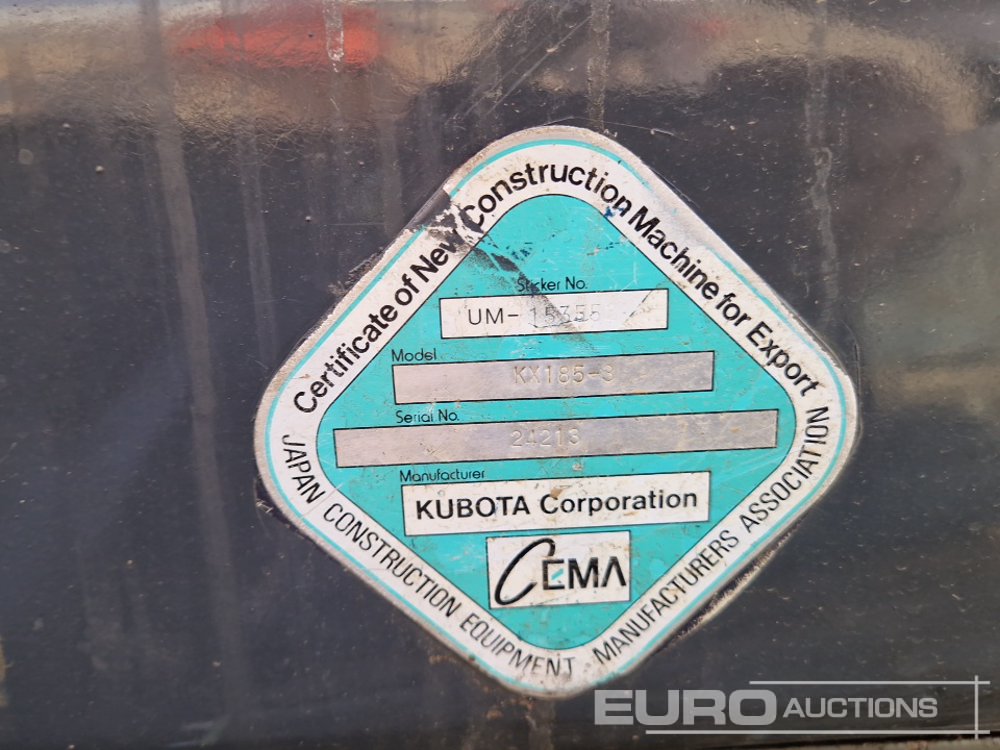 Certificate of New Construction Machine for Export
Sticker No.
UM-
Model
KX185-3
Serial No.
24213
Manufacturer
KUBOTA Corporation
CEMA
JAPAN CONSTRUCTION EQUIPMENT MANUFACTURERS ASSOCIATION
EURO AUCTIONS